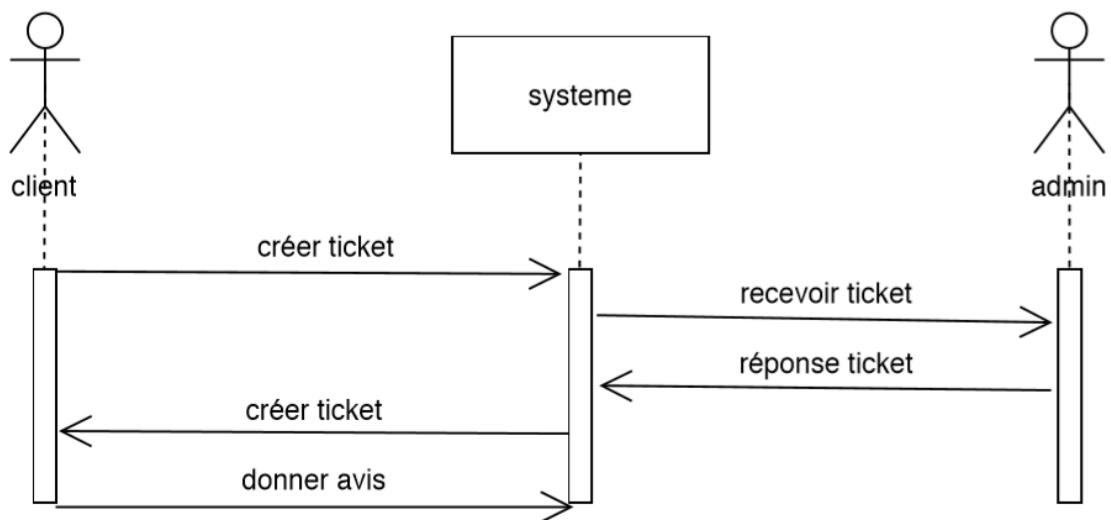 systeme
client
admin
créer ticket
recevoir ticket
réponse ticket
créer ticket
donner avis